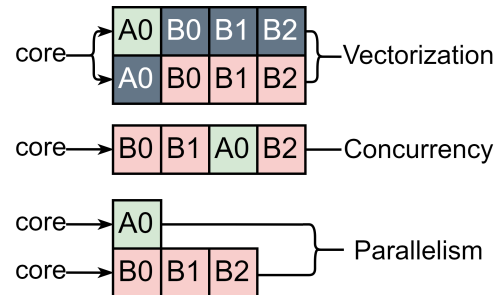 core A0 B0 B1 B2 Vectorization
A0 B0 B1 B2
core B0 B1 A0 B2 Concurrency
core A0
core B0 B1 B2 Parallelism